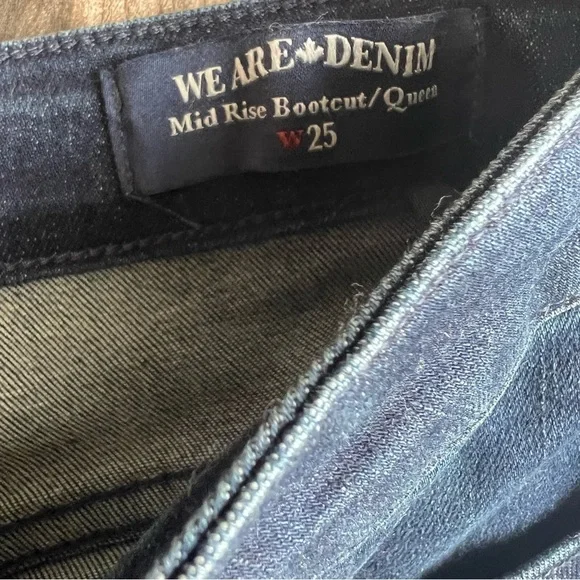 WE ARE DENIM
Mid Rise Bootcut/Queen
W25